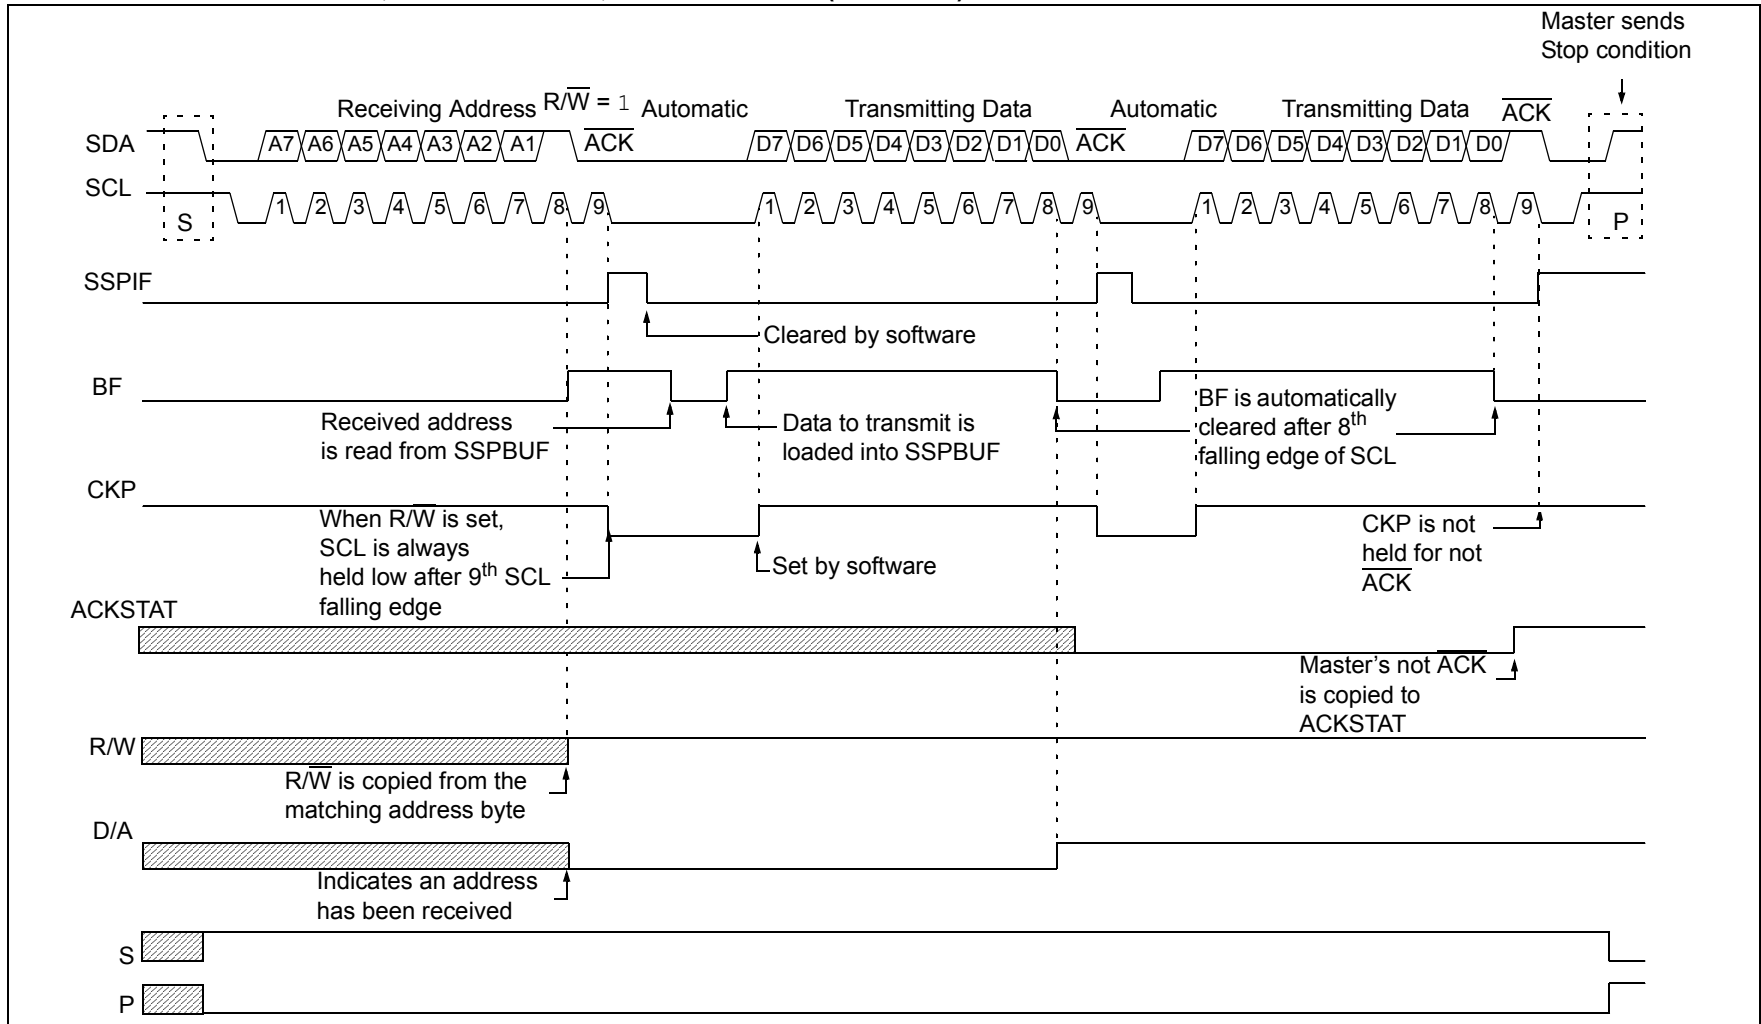 Master sends
Stop condition
Receiving Address R/W̅ = 1 Automatic Transmitting Data Automatic Transmitting Data A̅C̅K̅
SDA A7 A6 A5 A4 A3 A2 A1 A̅C̅K̅ D7 D6 D5 D4 D3 D2 D1 D0 A̅C̅K̅ D7 D6 D5 D4 D3 D2 D1 D0
SCL 1 2 3 4 5 6 7 8 9 1 2 3 4 5 6 7 8 9 1 2 3 4 5 6 7 8 9
S P
SSPIF
Cleared by software
BF
Received address
is read from SSPBUF
Data to transmit is
loaded into SSPBUF
BF is automatically
cleared after 8th
falling edge of SCL
CKP
When R/W̅ is set,
SCL is always
held low after 9th SCL
falling edge
Set by software
CKP is not
held for not
A̅C̅K̅
ACKSTAT
Master’s not A̅C̅K̅
is copied to
ACKSTAT
R/W
R/W̅ is copied from the
matching address byte
D/A
Indicates an address
has been received
S
P